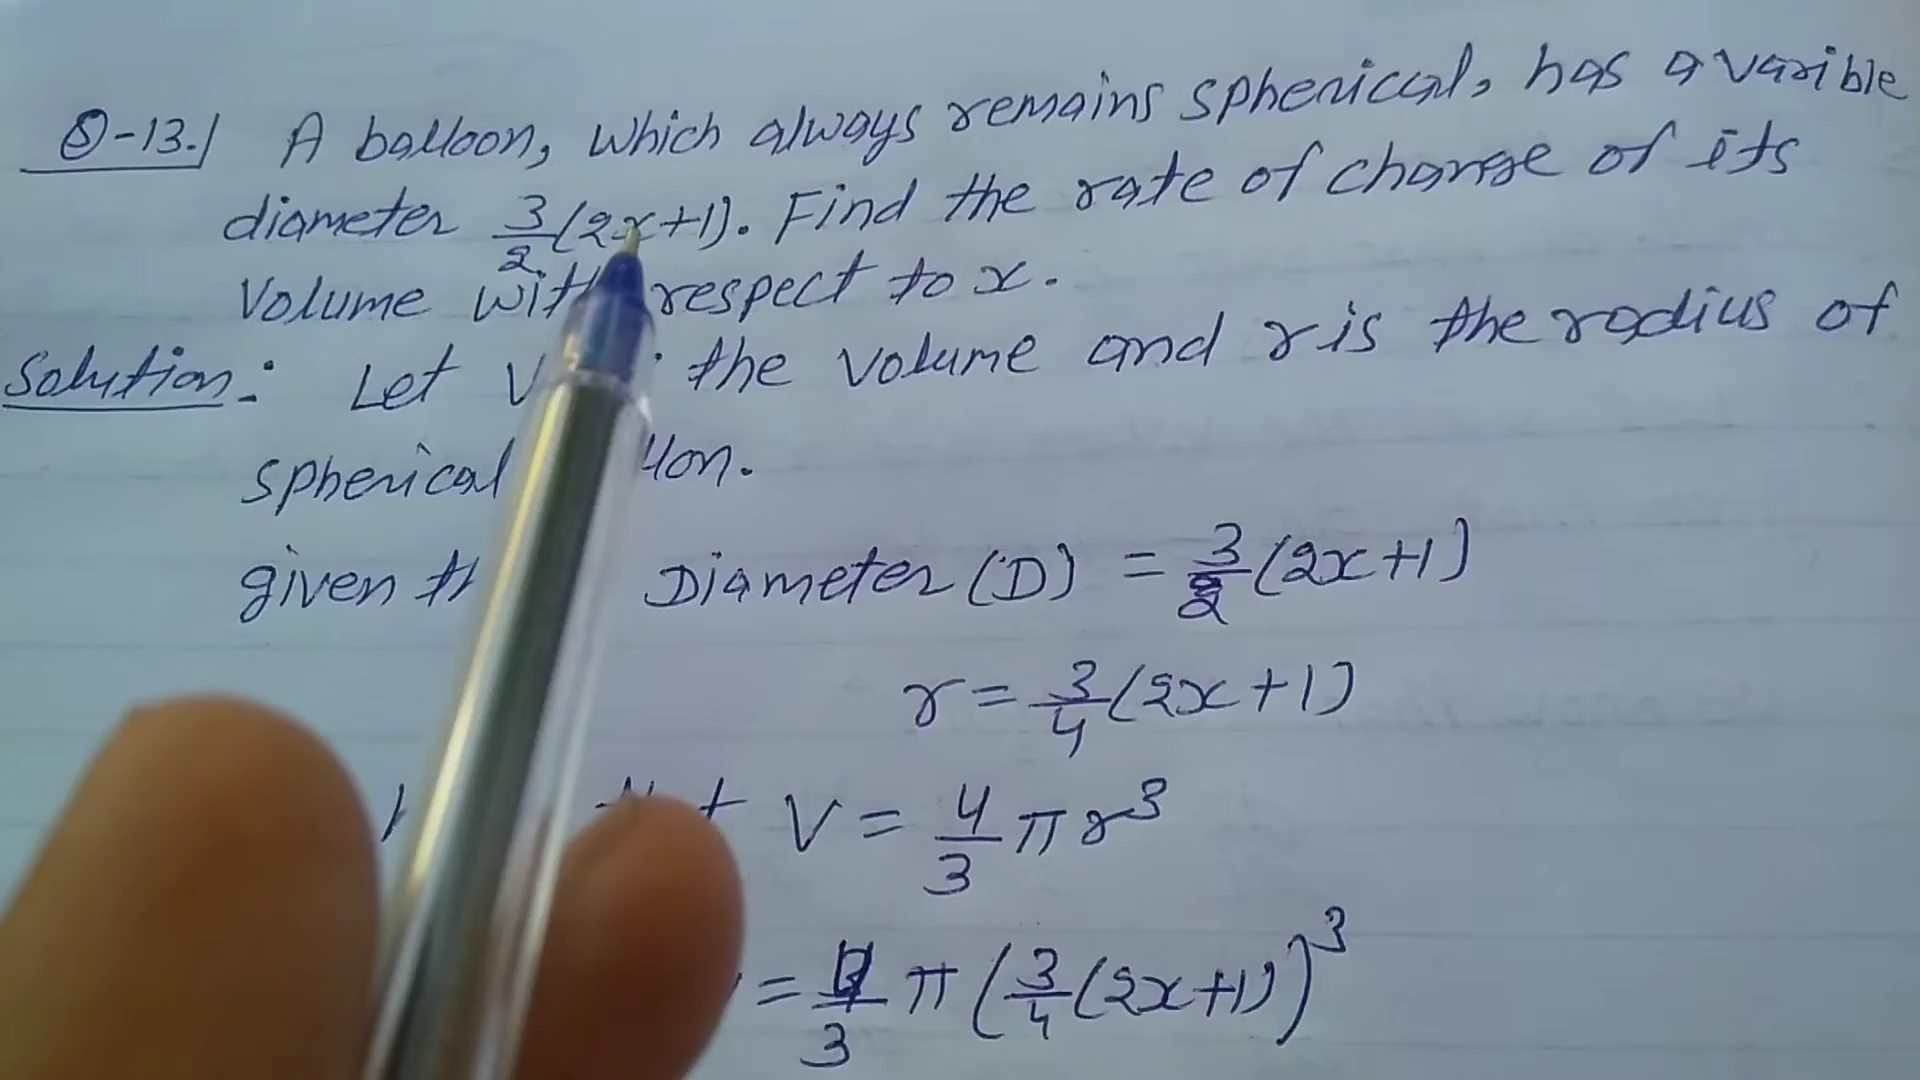 Q-13. A balloon, which always remains spherical, has a varible
diameter 3/2(2x+1). Find the rate of change of its
Volume with respect to x.
Solution: Let V the volume and r is the radius of
spherical
given Diameter (D) = 3/2(2x+1)
r = 3/4(2x+1)
V = 4/3 π r³
= 4/3 π (3/4(2x+1))³